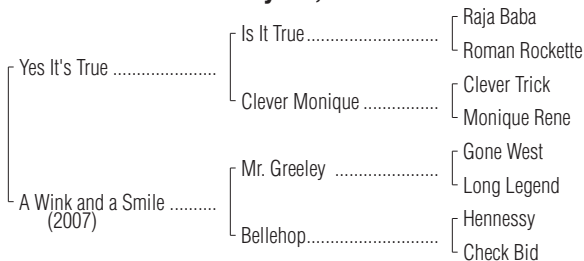 Raja Baba
Is It True
Roman Rockette
Yes It's True
Clever Trick
Clever Monique
Monique Rene
Gone West
Mr. Greeley
Long Legend
A Wink and a Smile
(2007)
Hennessy
Bellehop
Check Bid